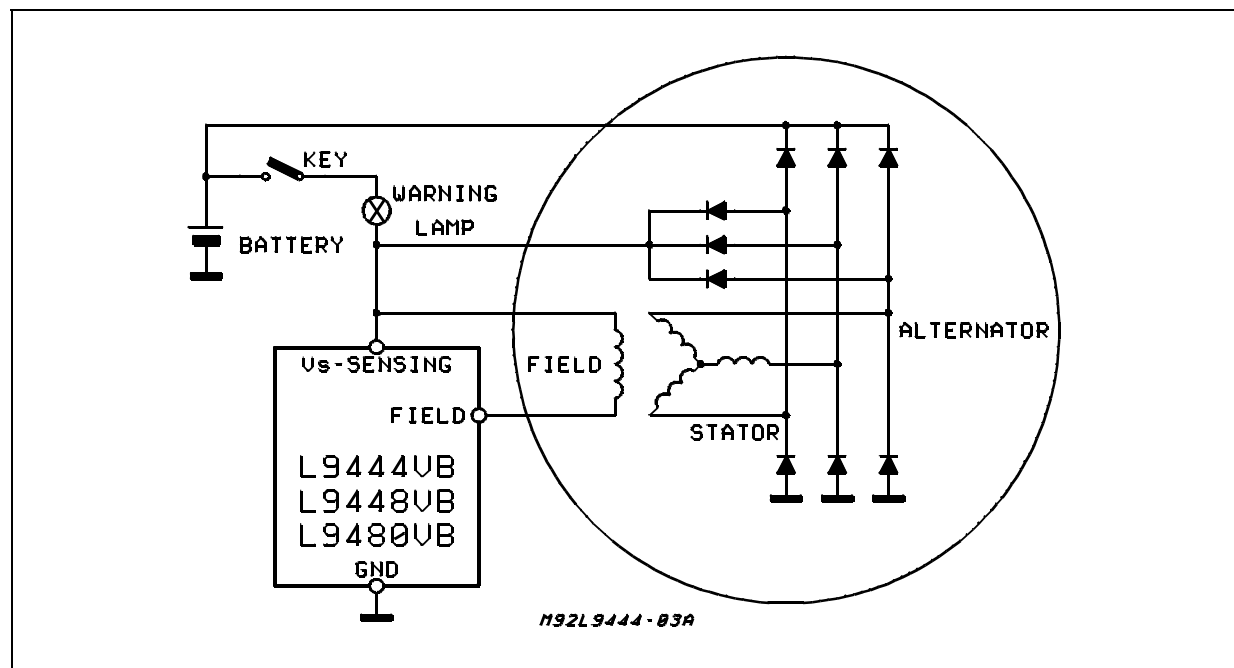 KEY
WARNING
LAMP
BATTERY
ALTERNATOR
Vs-SENSING
FIELD
FIELD
STATOR
L9444VB
L9448VB
L9480VB
GND
M92L9444-03A